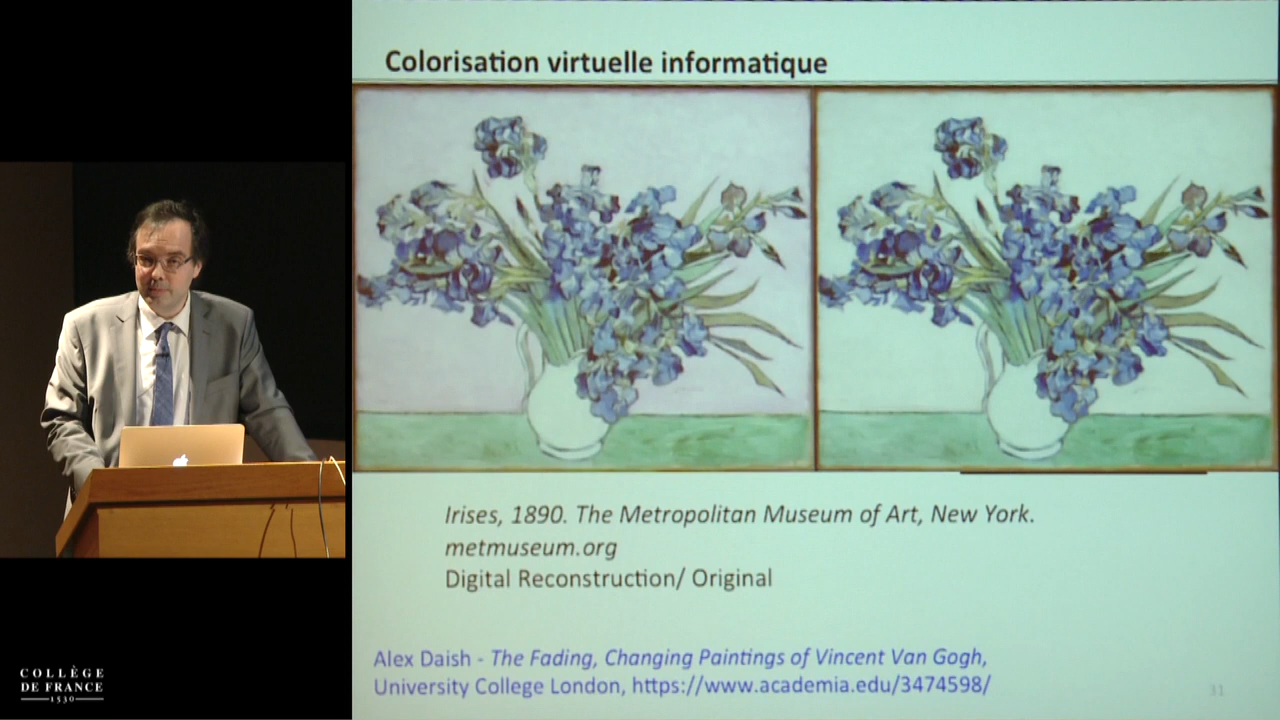 Colorisation virtuelle informatique
Irises, 1890. The Metropolitan Museum of Art, New York.
metmuseum.org
Digital Reconstruction/ Original
Alex Daish - The Fading, Changing Paintings of Vincent Van Gogh,
University College London, https://www.academia.edu/3474598/
31
COLLÈGE
DE FRANCE
1530